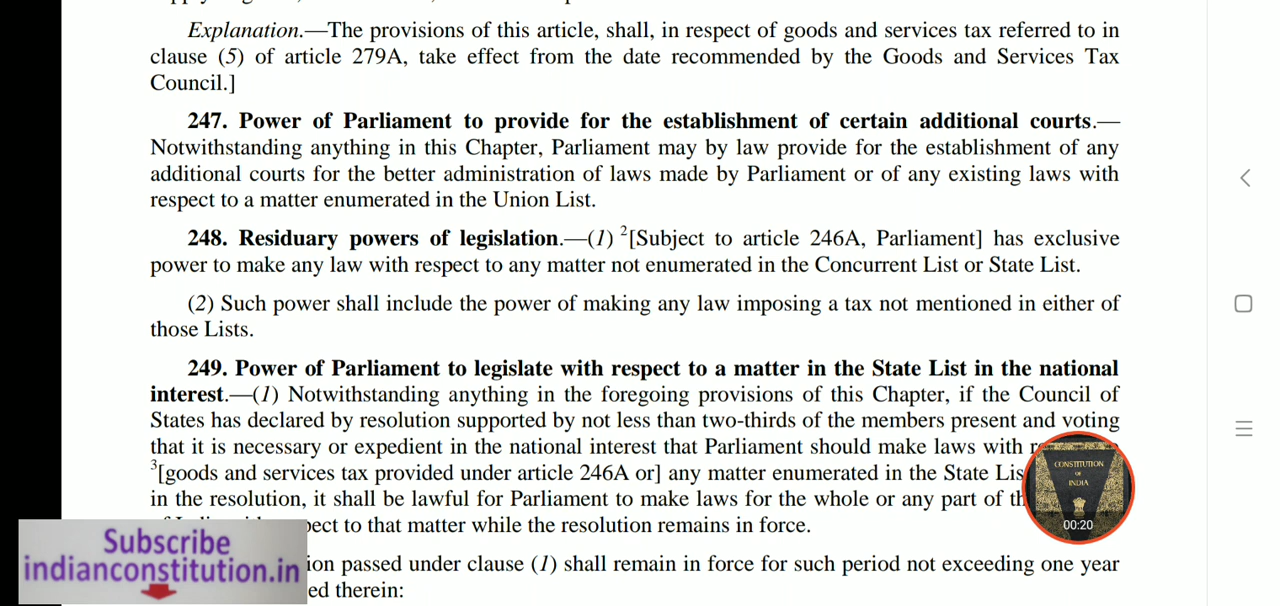 Explanation.—The provisions of this article, shall, in respect of goods and services tax referred to in
clause (5) of article 279A, take effect from the date recommended by the Goods and Services Tax
Council.]
247. Power of Parliament to provide for the establishment of certain additional courts.—
Notwithstanding anything in this Chapter, Parliament may by law provide for the establishment of any
additional courts for the better administration of laws made by Parliament or of any existing laws with
respect to a matter enumerated in the Union List.
248. Residuary powers of legislation.—(1) 2[Subject to article 246A, Parliament] has exclusive
power to make any law with respect to any matter not enumerated in the Concurrent List or State List.
(2) Such power shall include the power of making any law imposing a tax not mentioned in either of
those Lists.
249. Power of Parliament to legislate with respect to a matter in the State List in the national
interest.—(1) Notwithstanding anything in the foregoing provisions of this Chapter, if the Council of
States has declared by resolution supported by not less than two-thirds of the members present and voting
that it is necessary or expedient in the national interest that Parliament should make laws with
3[goods and services tax provided under article 246A or] any matter enumerated in the State Lis
in the resolution, it shall be lawful for Parliament to make laws for the whole or any part of
pect to that matter while the resolution remains in force.
ion passed under clause (1) shall remain in force for such period not exceeding one year
ed therein:
CONSTITUTION
OF
INDIA
00:20
Subscribe
indianconstitution.in